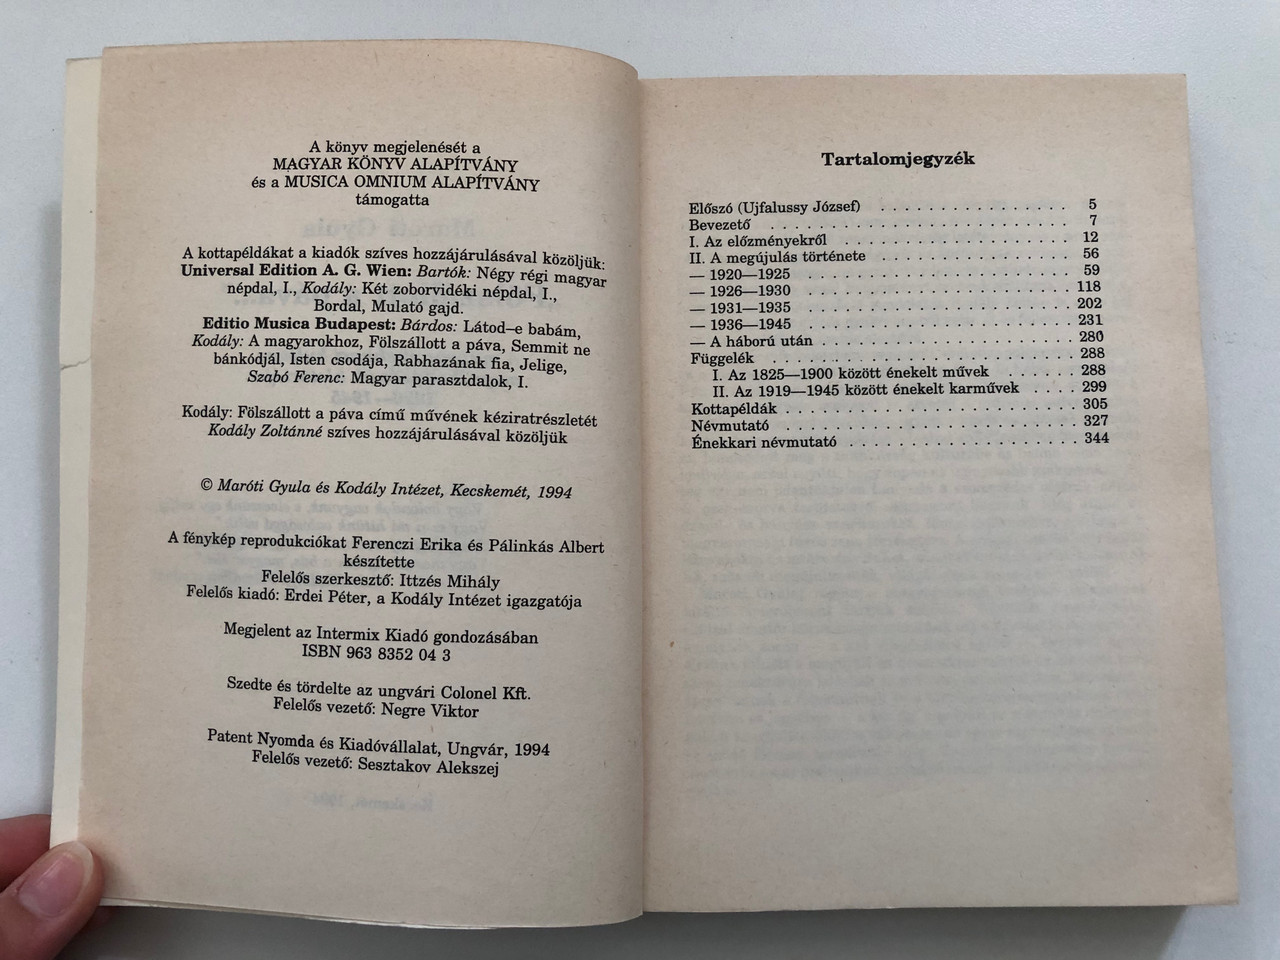 A könyv megjelenését a
MAGYAR KÖNYV ALAPÍTVÁNY
és a MUSICA OMNIUM ALAPÍTVÁNY
támogatta
A kottapéldákat a kiadók szíves hozzájárulásával közöljük:
Universal Edition A. G. Wien: Bartók: Négy régi magyar
népdal, I., Kodály: Két zoborvidéki népdal, I.,
Bordal, Mulató gajd.
Editio Musica Budapest: Bárdos: Látod–e babám,
Kodály: A magyarokhoz, Fölszállott a páva, Semmit ne
bánkódjál, Isten csodája, Rabhazának fia, Jelige,
Szabó Ferenc: Magyar parasztdalok, I.
Kodály: Fölszállott a páva című művének kéziratrészletét
Kodály Zoltánné szíves hozzájárulásával közöljük
© Maróti Gyula és Kodály Intézet, Kecskemét, 1994
A fénykép reprodukciókat Ferenczi Erika és Pálinkás Albert
készítette
Felelős szerkesztő: Ittzés Mihály
Felelős kiadó: Erdei Péter, a Kodály Intézet igazgatója
Megjelent az Intermix Kiadó gondozásában
ISBN 963 8352 04 3
Szedte és tördelte az ungvári Colonel Kft.
Felelős vezető: Negre Viktor
Patent Nyomda és Kiadóvállalat, Ungvár, 1994
Felelős vezető: Sesztakov Alekszej
Tartalomjegyzék
Előszó (Ujfalussy József) . . . . . . . . . . . . . . . . 5
Bevezető . . . . . . . . . . . . . . . . . . . . . . . . . 7
I. Az előzményekről . . . . . . . . . . . . . . . . . . . 12
II. A megújulás története . . . . . . . . . . . . . . . . 56
— 1920—1925 . . . . . . . . . . . . . . . . . . . . . . 59
— 1926—1930 . . . . . . . . . . . . . . . . . . . . . . 118
— 1931—1935 . . . . . . . . . . . . . . . . . . . . . . 202
— 1936—1945 . . . . . . . . . . . . . . . . . . . . . . 231
— A háború után . . . . . . . . . . . . . . . . . . . . . 280
Függelék . . . . . . . . . . . . . . . . . . . . . . . . . 288
I. Az 1825—1900 között énekelt művek . . . . . . 288
II. Az 1919—1945 között énekelt karművek . . . . 299
Kottapéldák . . . . . . . . . . . . . . . . . . . . . . . . 305
Névmutató . . . . . . . . . . . . . . . . . . . . . . . . 327
Énekkari névmutató . . . . . . . . . . . . . . . . . . . 344